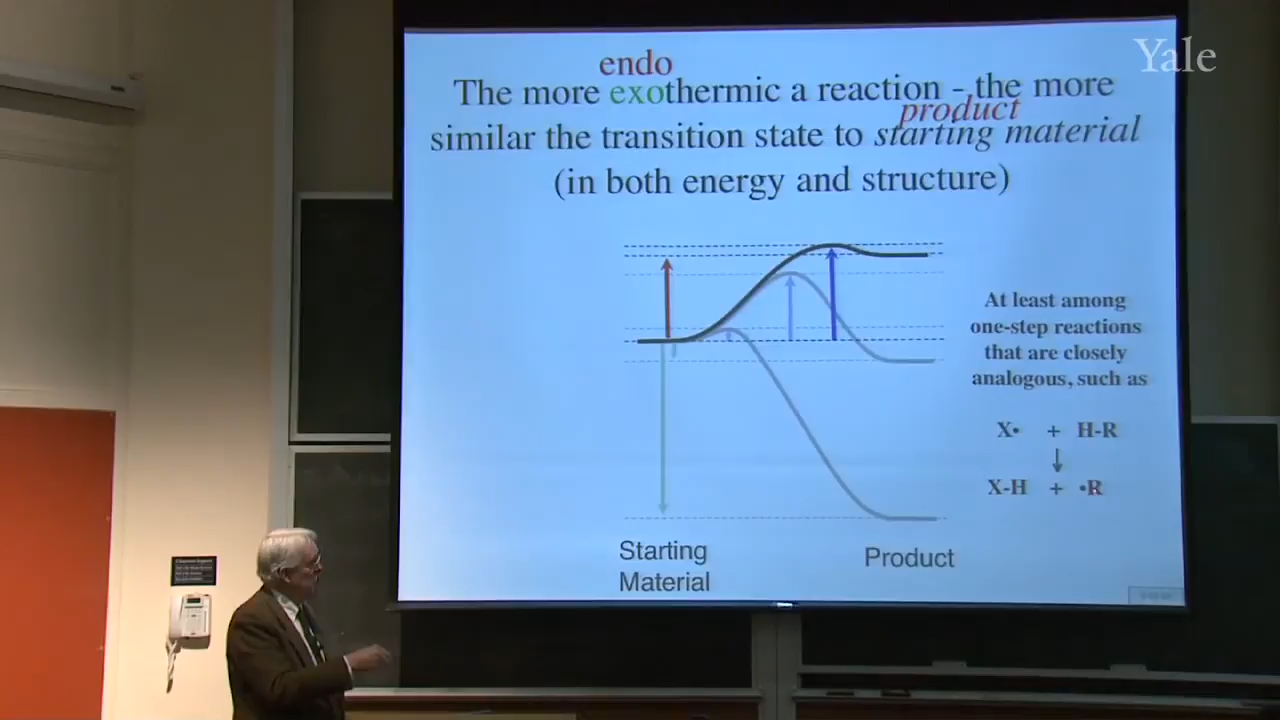 Yale
endo
The more exothermic a reaction - the more
product
similar the transition state to starting material
(in both energy and structure)
At least among
one-step reactions
that are closely
analogous, such as
X• + H-R
↓
X-H + •R
Starting
Material
Product